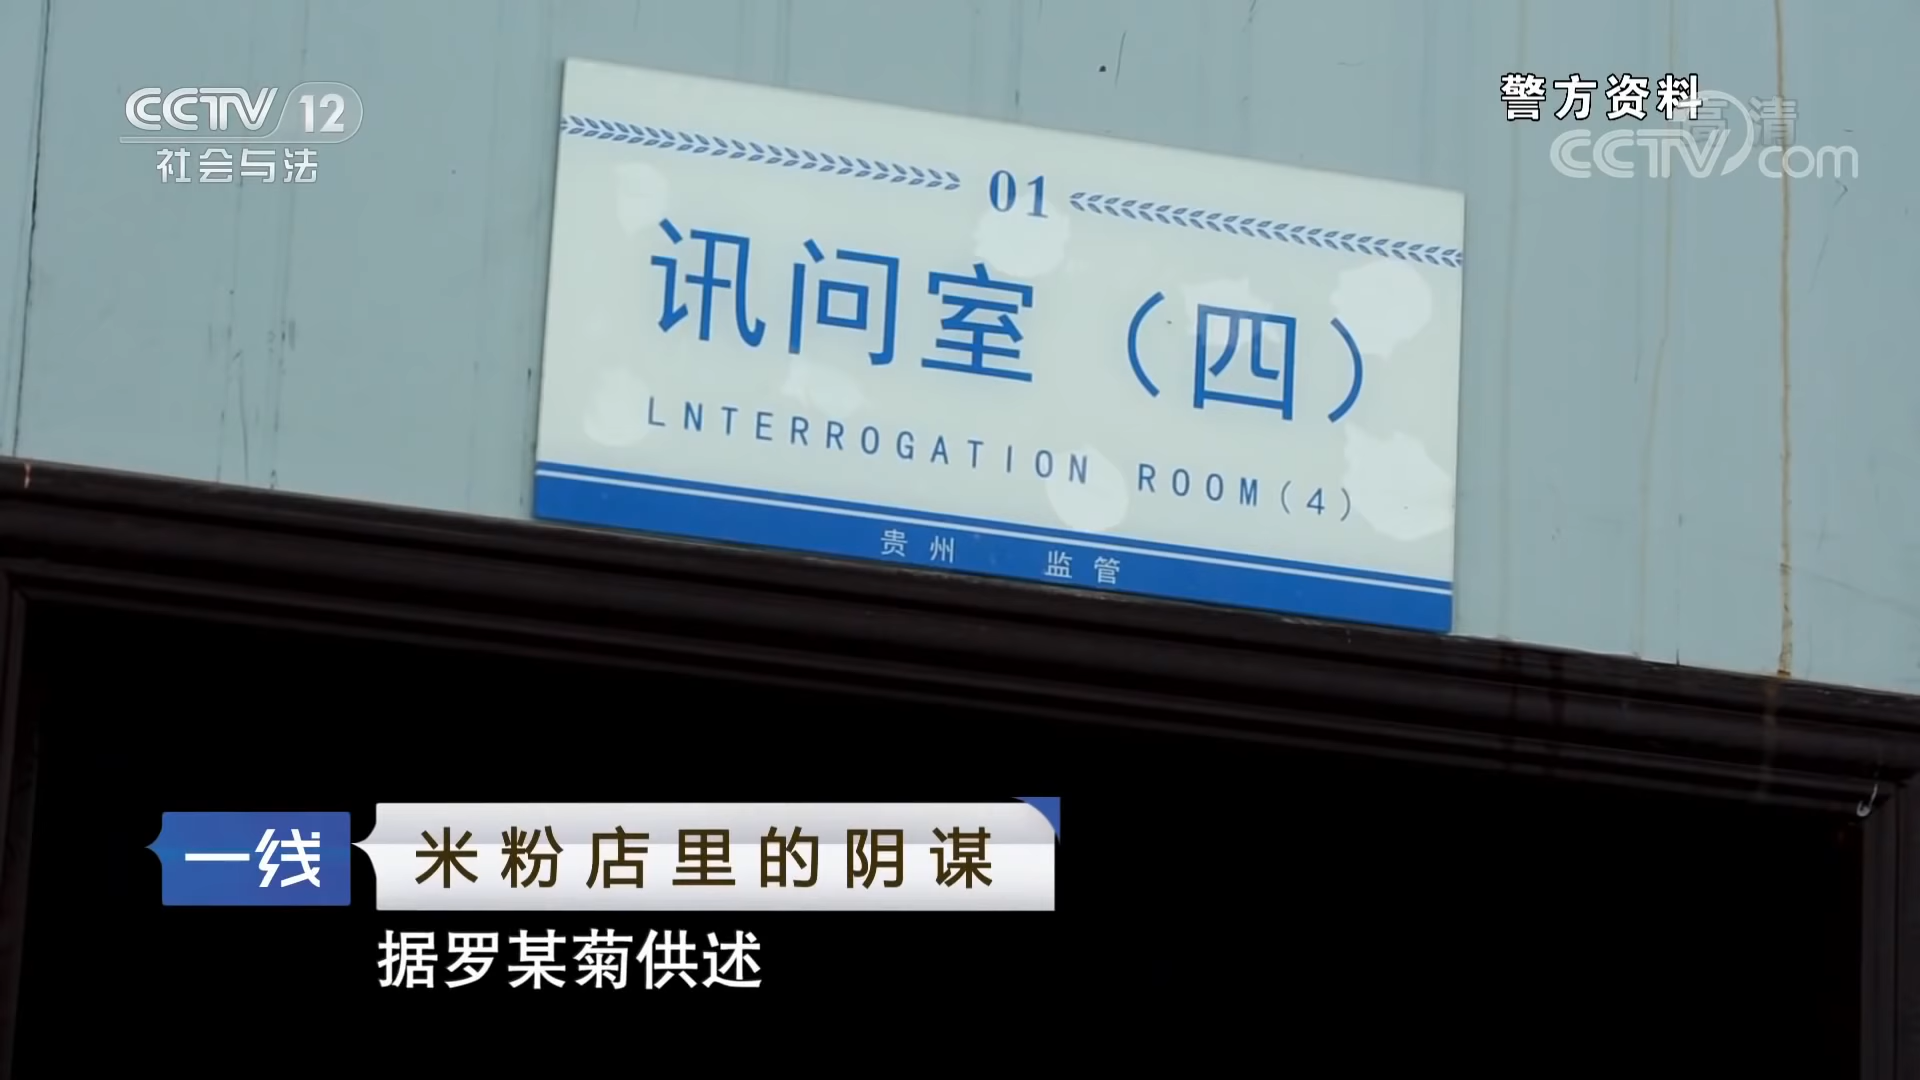 CCTV 12
社会与法
警方资料
高清
CCTV com
01
讯问室（四）
LNTERROGATION ROOM(4)
贵州 监管
一线
米粉店里的阴谋
据罗某菊供述